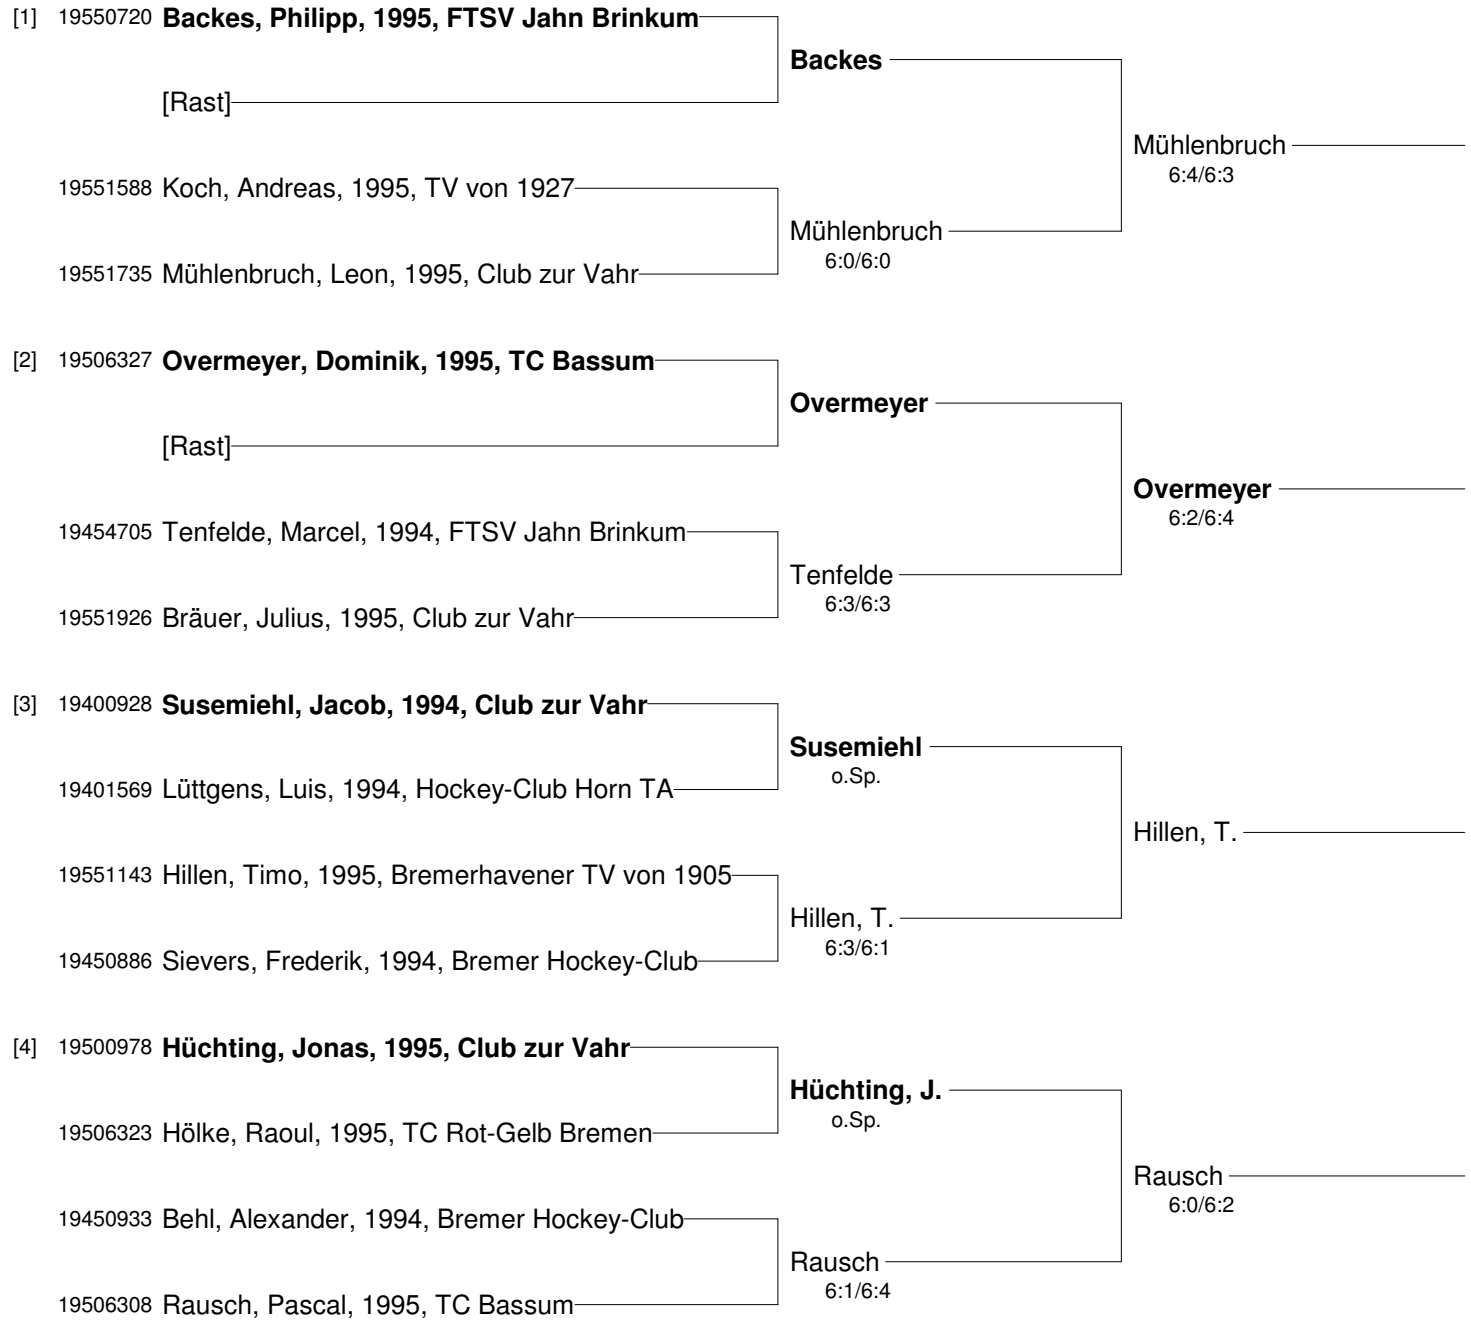 [1] 19550720 Backes, Philipp, 1995, FTSV Jahn Brinkum
Backes
[Rast]
Mühlenbruch
6:4/6:3
19551588 Koch, Andreas, 1995, TV von 1927
Mühlenbruch
6:0/6:0
19551735 Mühlenbruch, Leon, 1995, Club zur Vahr
[2] 19506327 Overmeyer, Dominik, 1995, TC Bassum
Overmeyer
[Rast]
Overmeyer
6:2/6:4
19454705 Tenfelde, Marcel, 1994, FTSV Jahn Brinkum
Tenfelde
6:3/6:3
19551926 Bräuer, Julius, 1995, Club zur Vahr
[3] 19400928 Susemiehl, Jacob, 1994, Club zur Vahr
Susemiehl
o.Sp.
19401569 Lüttgens, Luis, 1994, Hockey-Club Horn TA
Hillen, T.
19551143 Hillen, Timo, 1995, Bremerhavener TV von 1905
Hillen, T.
6:3/6:1
19450886 Sievers, Frederik, 1994, Bremer Hockey-Club
[4] 19500978 Hüchting, Jonas, 1995, Club zur Vahr
Hüchting, J.
o.Sp.
19506323 Hölke, Raoul, 1995, TC Rot-Gelb Bremen
Rausch
6:0/6:2
19450933 Behl, Alexander, 1994, Bremer Hockey-Club
Rausch
6:1/6:4
19506308 Rausch, Pascal, 1995, TC Bassum